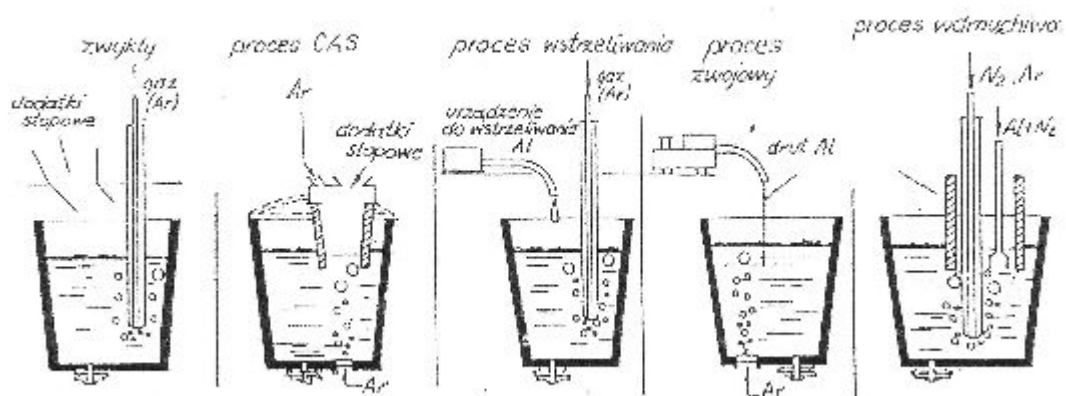 zwykły
gaz
(Ar)
dodatki
stopowe
proces CAS
Ar
dodatki
stopowe
Ar
proces wstrzeliwania
gaz
(Ar)
urządzenie
do wstrzeliwania
Al
proces
zwojowy
drut Al
Ar
proces wdmuchiwa
N2, Ar
Al+N2